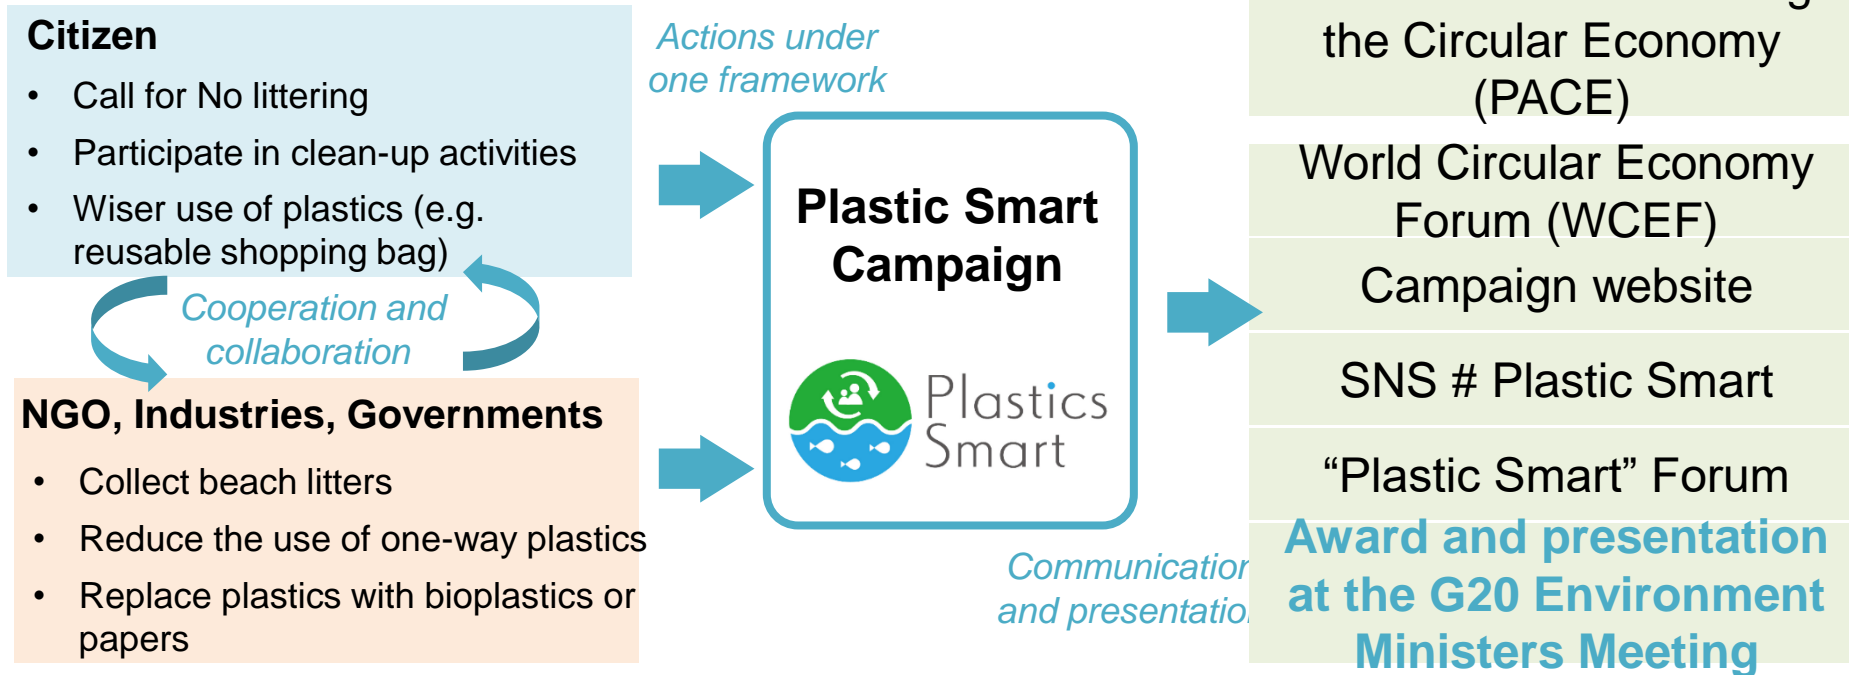 Citizen
• Call for No littering
• Participate in clean-up activities
• Wiser use of plastics (e.g.
reusable shopping bag)
Cooperation and
collaboration
NGO, Industries, Governments
• Collect beach litters
• Reduce the use of one-way plastics
• Replace plastics with bioplastics or
papers
Actions under
one framework
Plastic Smart
Campaign
Plastics
Smart
Communication
and presentation
the Circular Economy
(PACE)
World Circular Economy
Forum (WCEF)
Campaign website
SNS # Plastic Smart
“Plastic Smart” Forum
Award and presentation
at the G20 Environment
Ministers Meeting